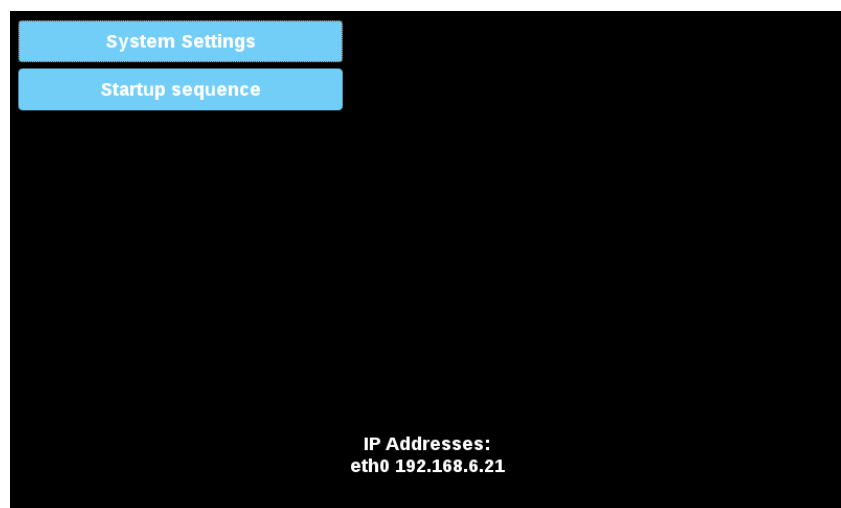 System Settings
Startup sequence
IP Addresses:
eth0 192.168.6.21